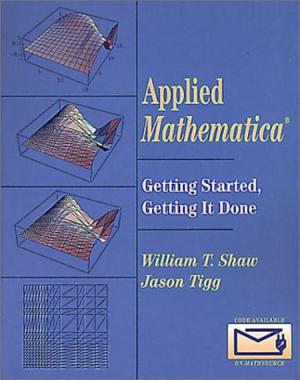 Applied
Mathematica®
Getting Started,
Getting It Done
William T. Shaw
Jason Tigg
CODE AVAILABLE
ON MATHSOURCE